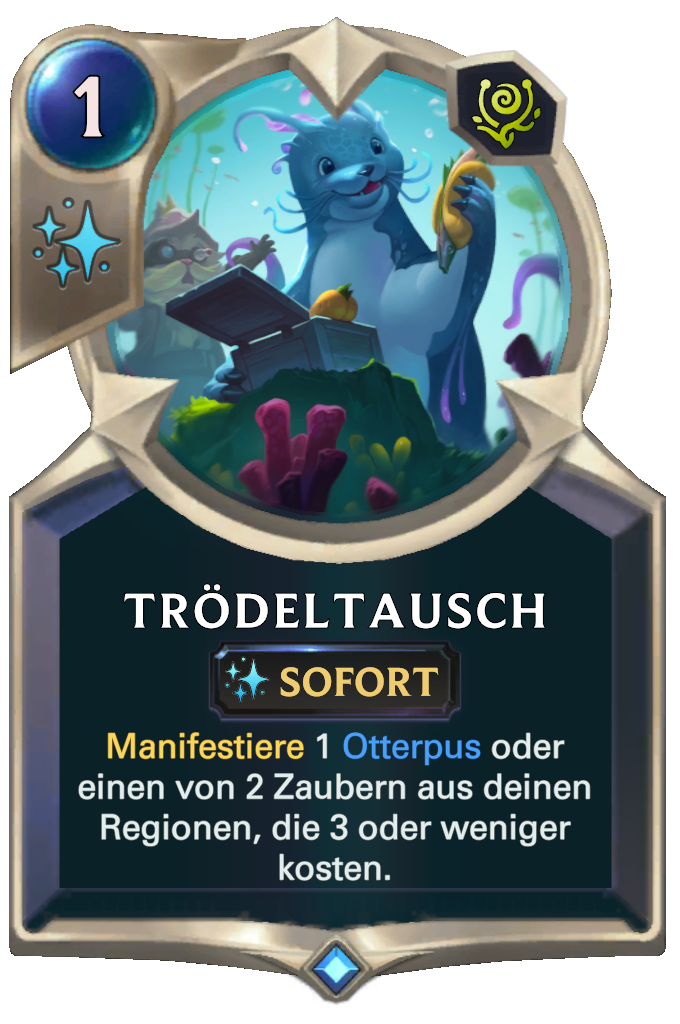 1
TRÖDELTAUSCH
SOFORT
Manifestiere 1 Otterpus oder
einen von 2 Zaubern aus deinen
Regionen, die 3 oder weniger
kosten.